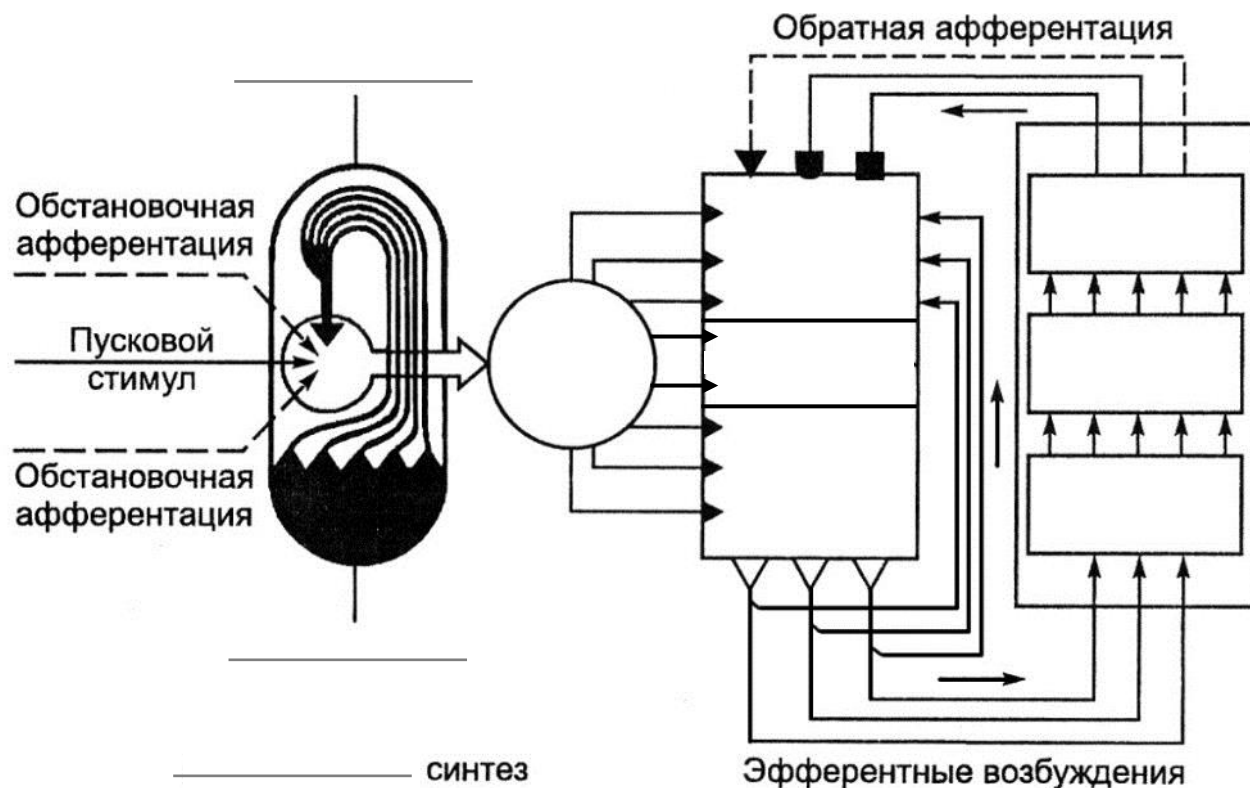 Обратная афферентация
Обстановочная
афферентация
Пусковой
стимул
Обстановочная
афферентация
синтез
Эфферентные возбуждения